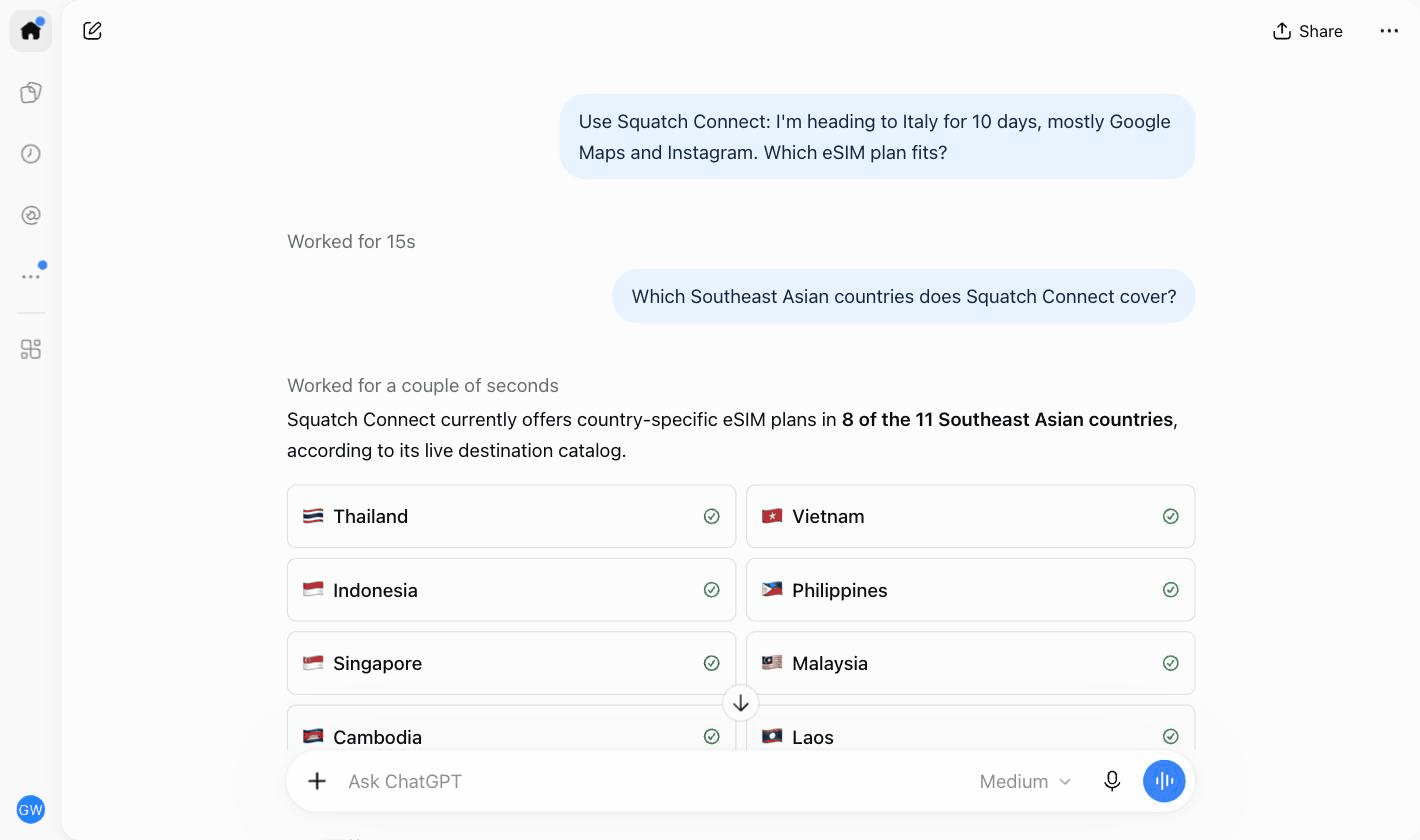 Share
Use Squatch Connect: I'm heading to Italy for 10 days, mostly Google
Maps and Instagram. Which eSIM plan fits?
Worked for 15s
Which Southeast Asian countries does Squatch Connect cover?
Worked for a couple of seconds
Squatch Connect currently offers country-specific eSIM plans in 8 of the 11 Southeast Asian countries,
according to its live destination catalog.
Thailand
Vietnam
Indonesia
Philippines
Singapore
Malaysia
Cambodia
Laos
Ask ChatGPT
Medium
GW